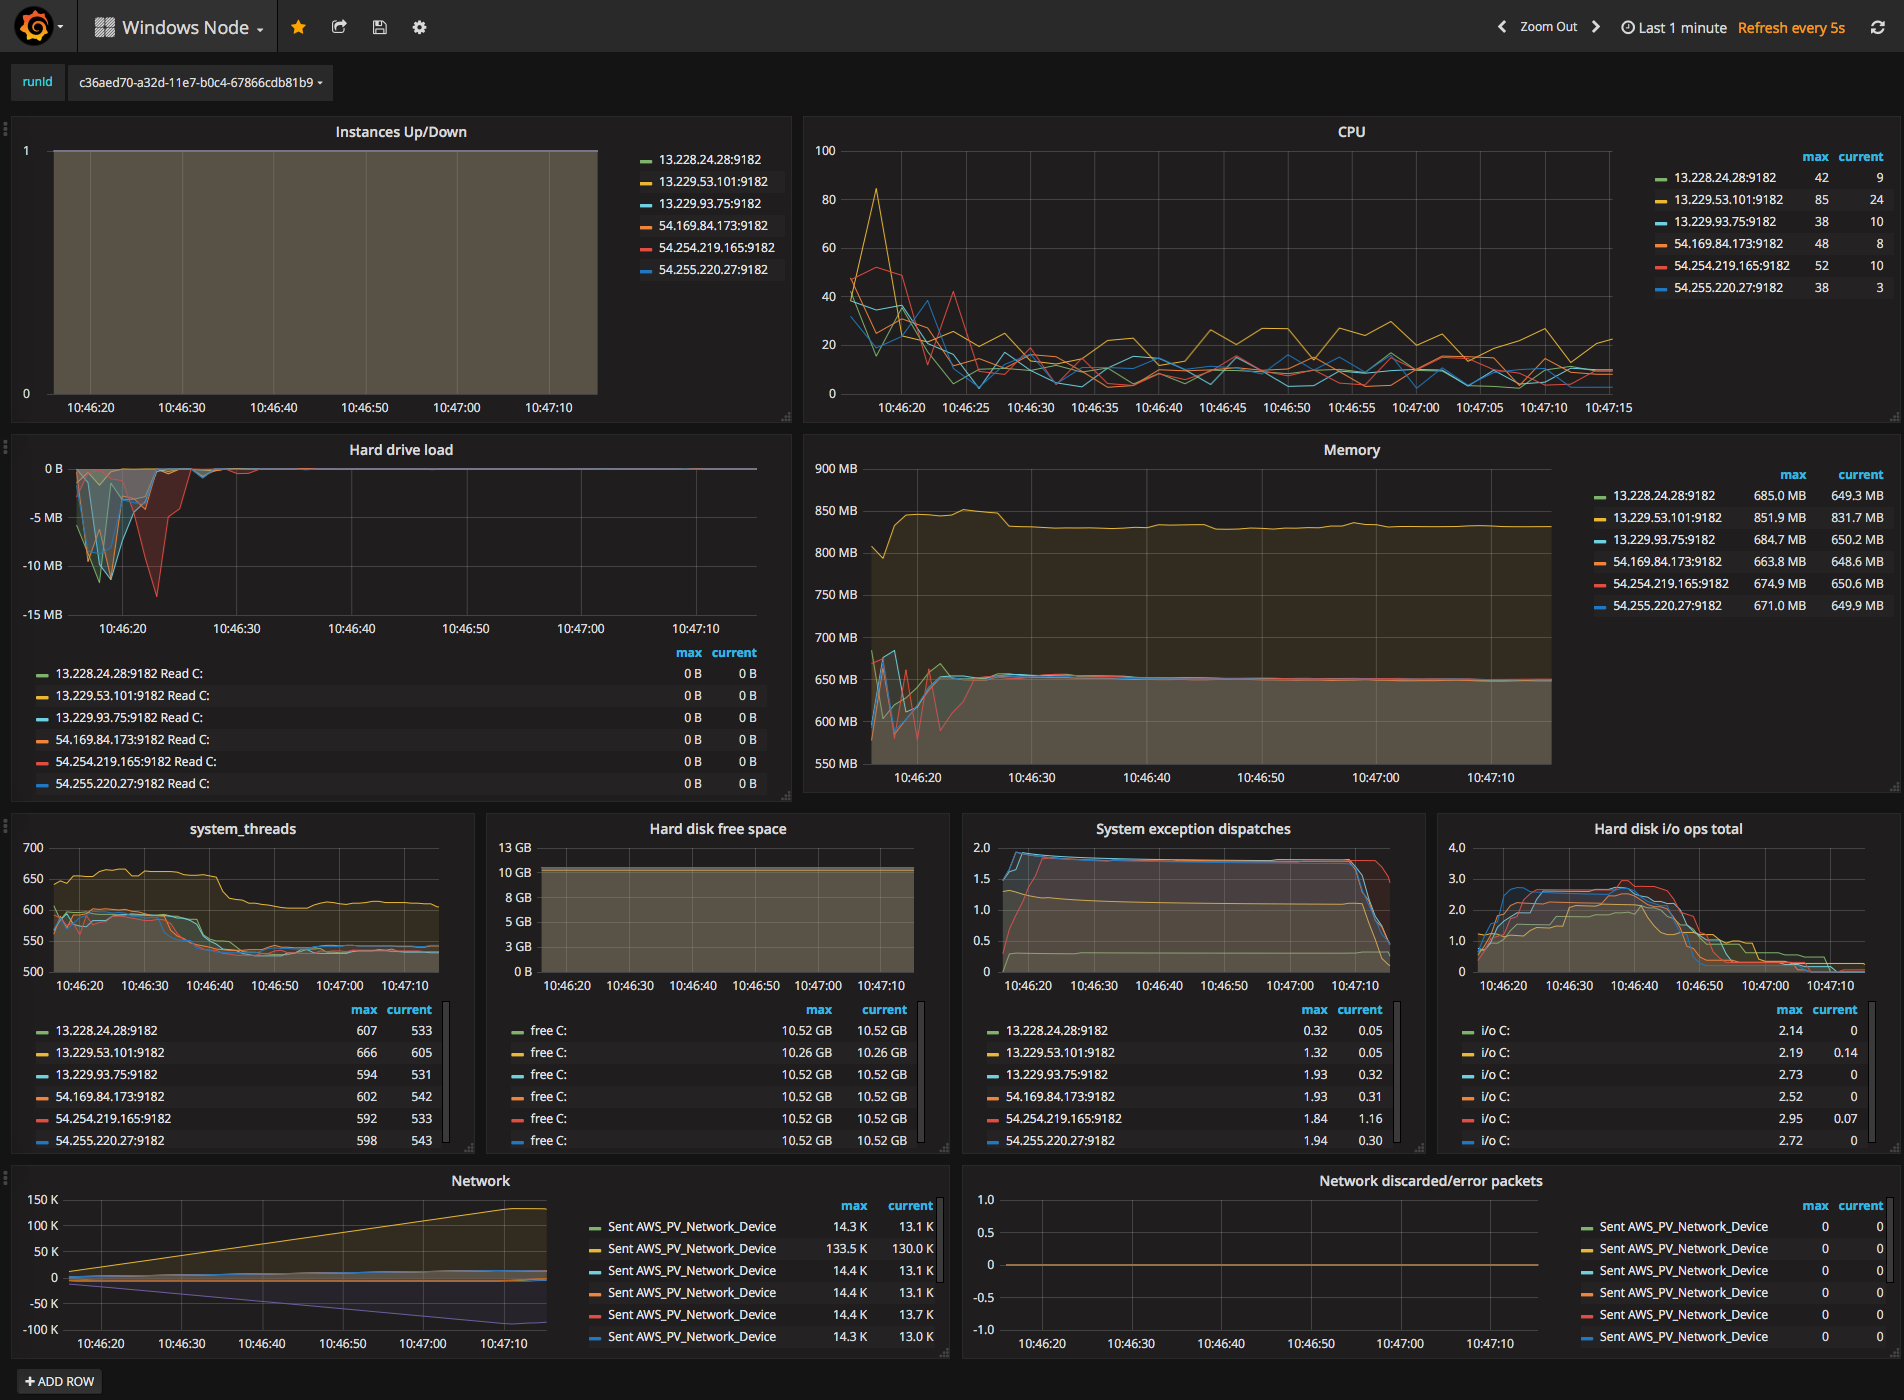 Windows Node
Zoom Out
Last 1 minute Refresh every 5s
runId c36aed70-a32d-11e7-b0c4-67866cdb81b9
Instances Up/Down
1
0
10:46:20 10:46:30 10:46:40 10:46:50 10:47:00 10:47:10
13.228.24.28:9182
13.229.53.101:9182
13.229.93.75:9182
54.169.84.173:9182
54.254.219.165:9182
54.255.220.27:9182
CPU
100
80
60
40
20
0
10:46:20 10:46:25 10:46:30 10:46:35 10:46:40 10:46:45 10:46:50 10:46:55 10:47:00 10:47:05 10:47:10 10:47:15
max current
13.228.24.28:9182 42 9
13.229.53.101:9182 85 24
13.229.93.75:9182 38 10
54.169.84.173:9182 48 8
54.254.219.165:9182 52 10
54.255.220.27:9182 38 3
Hard drive load
0 B
-5 MB
-10 MB
-15 MB
10:46:20 10:46:30 10:46:40 10:46:50 10:47:00 10:47:10
max current
13.228.24.28:9182 Read C: 0 B 0 B
13.229.53.101:9182 Read C: 0 B 0 B
13.229.93.75:9182 Read C: 0 B 0 B
54.169.84.173:9182 Read C: 0 B 0 B
54.254.219.165:9182 Read C: 0 B 0 B
54.255.220.27:9182 Read C: 0 B 0 B
Memory
900 MB
850 MB
800 MB
750 MB
700 MB
650 MB
600 MB
550 MB
10:46:20 10:46:30 10:46:40 10:46:50 10:47:00 10:47:10
max current
13.228.24.28:9182 685.0 MB 649.3 MB
13.229.53.101:9182 851.9 MB 831.7 MB
13.229.93.75:9182 684.7 MB 650.2 MB
54.169.84.173:9182 663.8 MB 648.6 MB
54.254.219.165:9182 674.9 MB 650.6 MB
54.255.220.27:9182 671.0 MB 649.9 MB
system_threads
700
650
600
550
500
10:46:20 10:46:30 10:46:40 10:46:50 10:47:00 10:47:10
max current
13.228.24.28:9182 607 533
13.229.53.101:9182 666 605
13.229.93.75:9182 594 531
54.169.84.173:9182 602 542
54.254.219.165:9182 592 533
54.255.220.27:9182 598 543
Hard disk free space
13 GB
10 GB
8 GB
5 GB
3 GB
0 B
10:46:20 10:46:30 10:46:40 10:46:50 10:47:00 10:47:10
max current
free C: 10.52 GB 10.52 GB
free C: 10.26 GB 10.26 GB
free C: 10.52 GB 10.52 GB
free C: 10.52 GB 10.52 GB
free C: 10.52 GB 10.52 GB
free C: 10.52 GB 10.52 GB
System exception dispatches
2.0
1.5
1.0
0.5
0
10:46:20 10:46:30 10:46:40 10:46:50 10:47:00 10:47:10
max current
13.228.24.28:9182 0.32 0.05
13.229.53.101:9182 1.32 0.05
13.229.93.75:9182 1.93 0.32
54.169.84.173:9182 1.93 0.31
54.254.219.165:9182 1.84 1.16
54.255.220.27:9182 1.94 0.30
Hard disk i/o ops total
4.0
3.0
2.0
1.0
0
10:46:20 10:46:30 10:46:40 10:46:50 10:47:00 10:47:10
max current
i/o C: 2.14 0
i/o C: 2.19 0.14
i/o C: 2.73 0
i/o C: 2.52 0
i/o C: 2.95 0.07
i/o C: 2.72 0
Network
150 K
100 K
50 K
0
-50 K
-100 K
10:46:20 10:46:30 10:46:40 10:46:50 10:47:00 10:47:10
max current
Sent AWS_PV_Network_Device 14.3 K 13.1 K
Sent AWS_PV_Network_Device 133.5 K 130.0 K
Sent AWS_PV_Network_Device 14.4 K 13.1 K
Sent AWS_PV_Network_Device 14.4 K 13.1 K
Sent AWS_PV_Network_Device 14.4 K 13.7 K
Sent AWS_PV_Network_Device 14.3 K 13.0 K
Network discarded/error packets
1.0
0.5
0
-0.5
-1.0
10:46:20 10:46:30 10:46:40 10:46:50 10:47:00 10:47:10
max current
Sent AWS_PV_Network_Device 0 0
Sent AWS_PV_Network_Device 0 0
Sent AWS_PV_Network_Device 0 0
Sent AWS_PV_Network_Device 0 0
Sent AWS_PV_Network_Device 0 0
Sent AWS_PV_Network_Device 0 0
+ ADD ROW